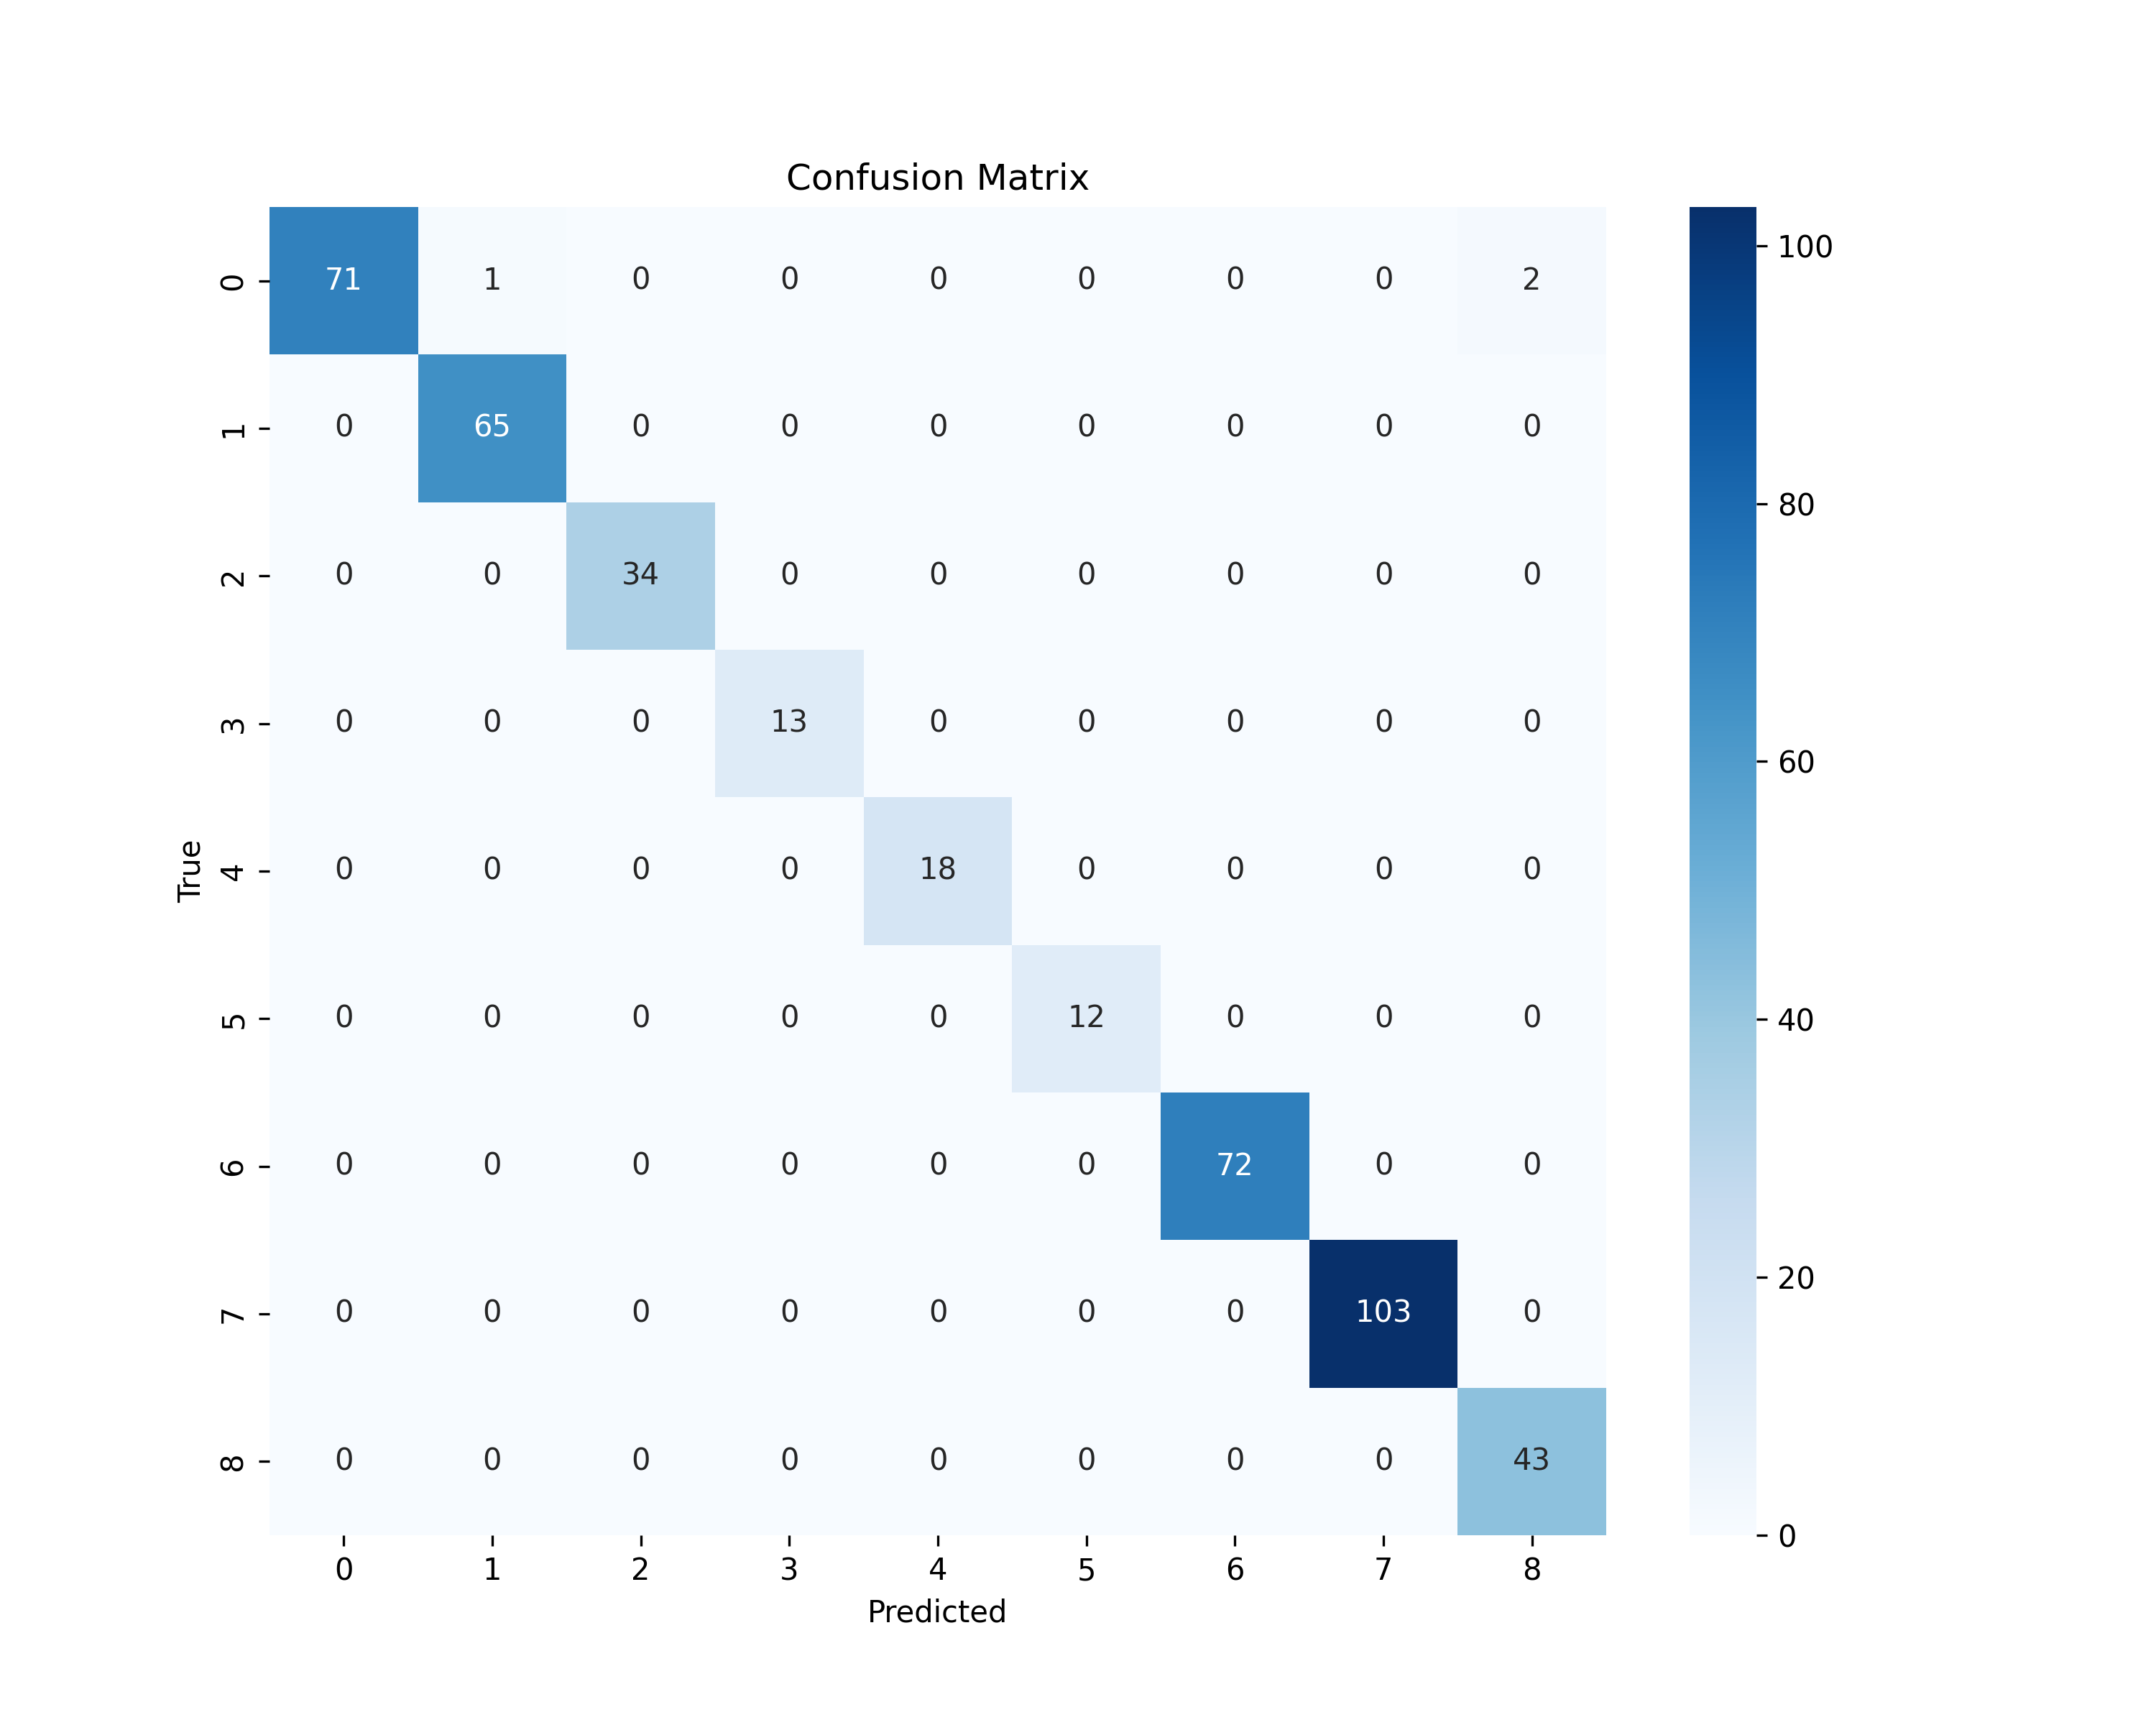 Confusion Matrix
0 71 1 0 0 0 0 0 0 2
1 0 65 0 0 0 0 0 0 0
2 0 0 34 0 0 0 0 0 0
3 0 0 0 13 0 0 0 0 0
4 0 0 0 0 18 0 0 0 0
5 0 0 0 0 0 12 0 0 0
6 0 0 0 0 0 0 72 0 0
7 0 0 0 0 0 0 0 103 0
8 0 0 0 0 0 0 0 0 43
0 1 2 3 4 5 6 7 8
Predicted
True
100
80
60
40
20
0